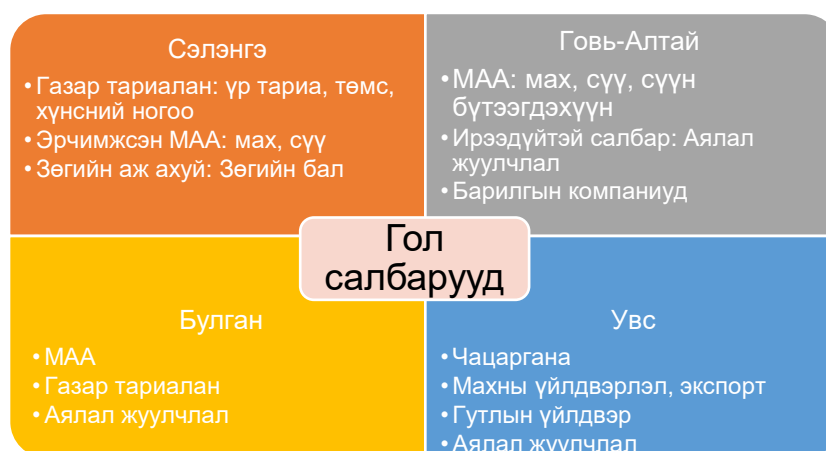 Сэлэнгэ
• Газар тариалан: үр тариа, төмс,
хүнсний ногоо
• Эрчимжсэн МАА: мах, сүү
• Зөгийн аж ахуй: Зөгийн бал
Говь-Алтай
• МАА: мах, сүү, сүүн
бүтээгдэхүүн
• Ирээдүйтэй салбар: Аялал
жуулчлал
• Барилгын компаниуд
Гол
салбарууд
Булган
• МАА
• Газар тариалан
• Аялал жуулчлал
Увс
• Чацаргана
• Махны үйлдвэрлэл, экспорт
• Гутлын үйлдвэр
• Аялал жуулчлал